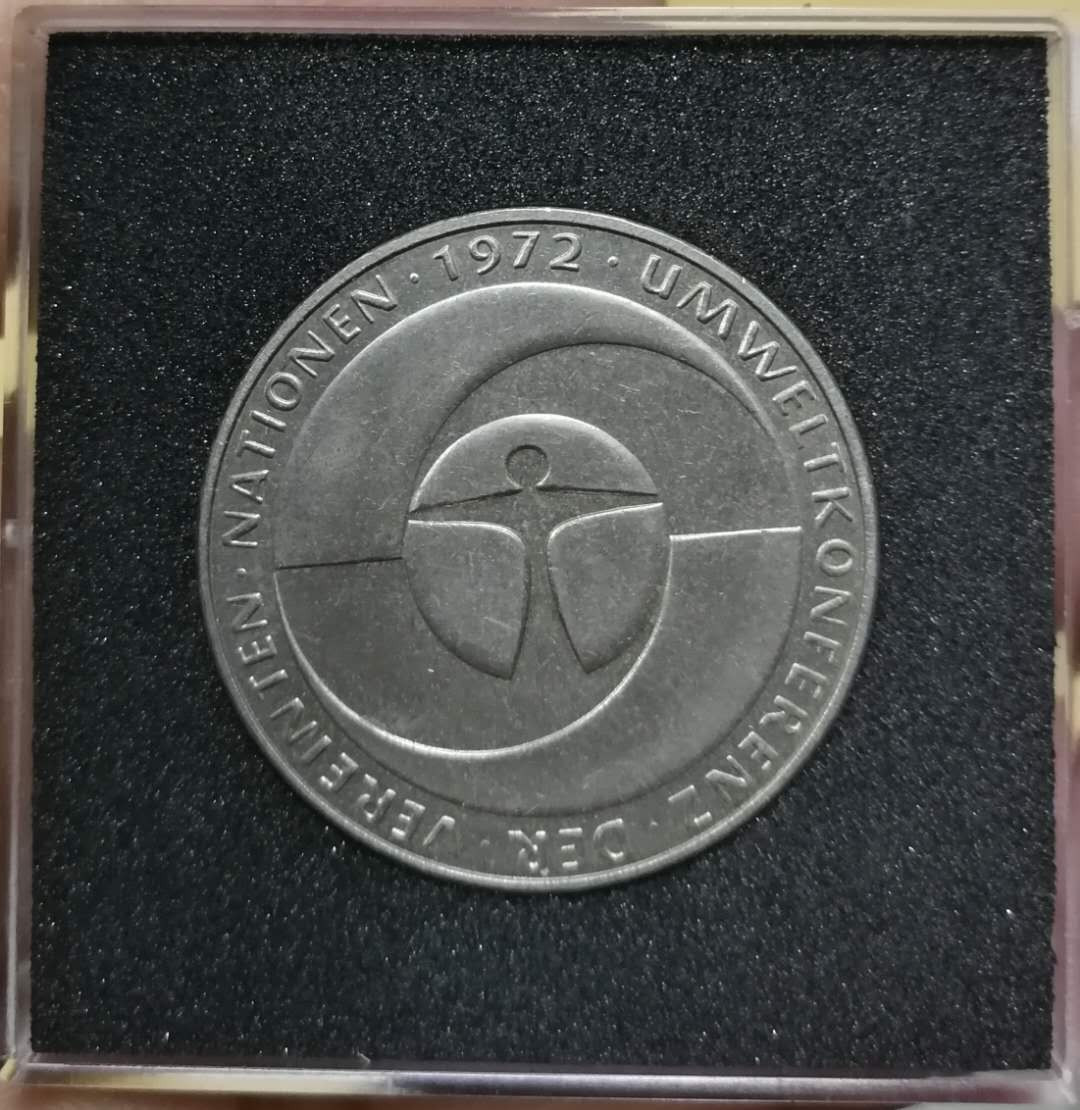 1972 · UMWELTKONFERENZ · DER · VEREINTEN · NATIONEN ·